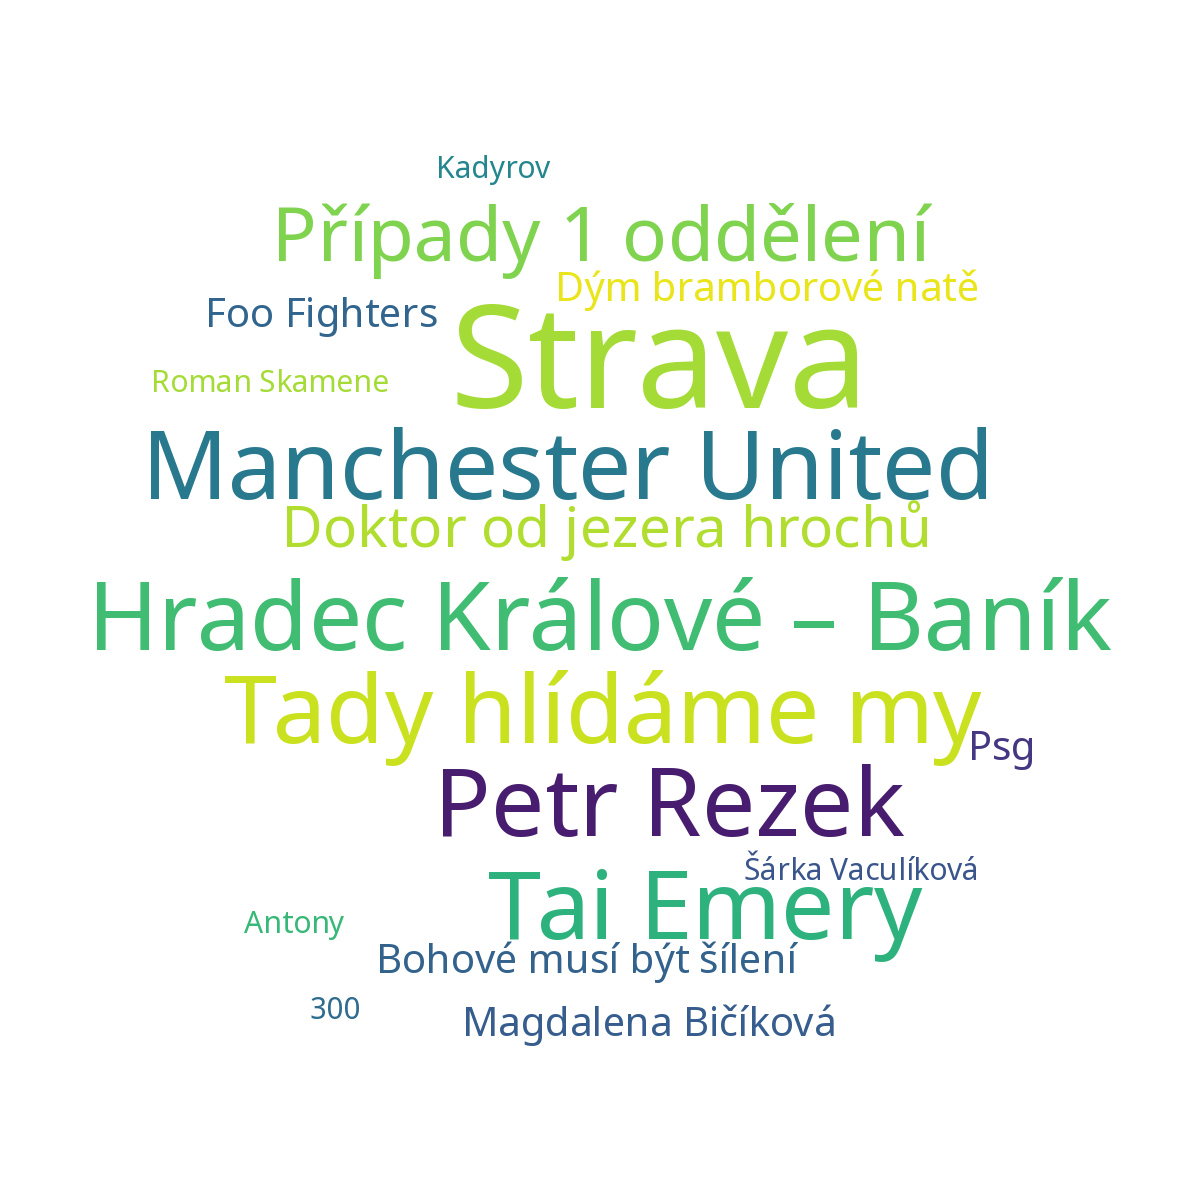 Kadyrov
Případy 1 oddělení
Dým bramborové natě
Foo Fighters
Strava
Roman Skamene
Manchester United
Doktor od jezera hrochů
Hradec Králové – Baník
Tady hlídáme my
Psg
Petr Rezek
Šárka Vaculíková
Tai Emery
Antony
Bohové musí být šílení
300
Magdalena Bičíková